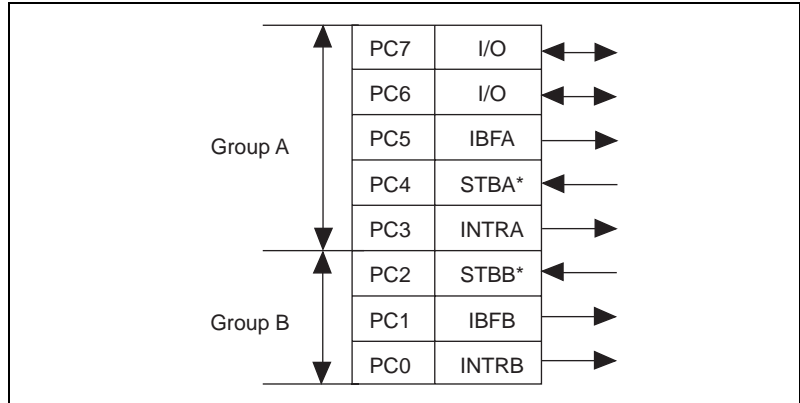 PC7 I/O
PC6 I/O
Group A
PC5 IBFA
PC4 STBA*
PC3 INTRA
PC2 STBB*
Group B
PC1 IBFB
PC0 INTRB